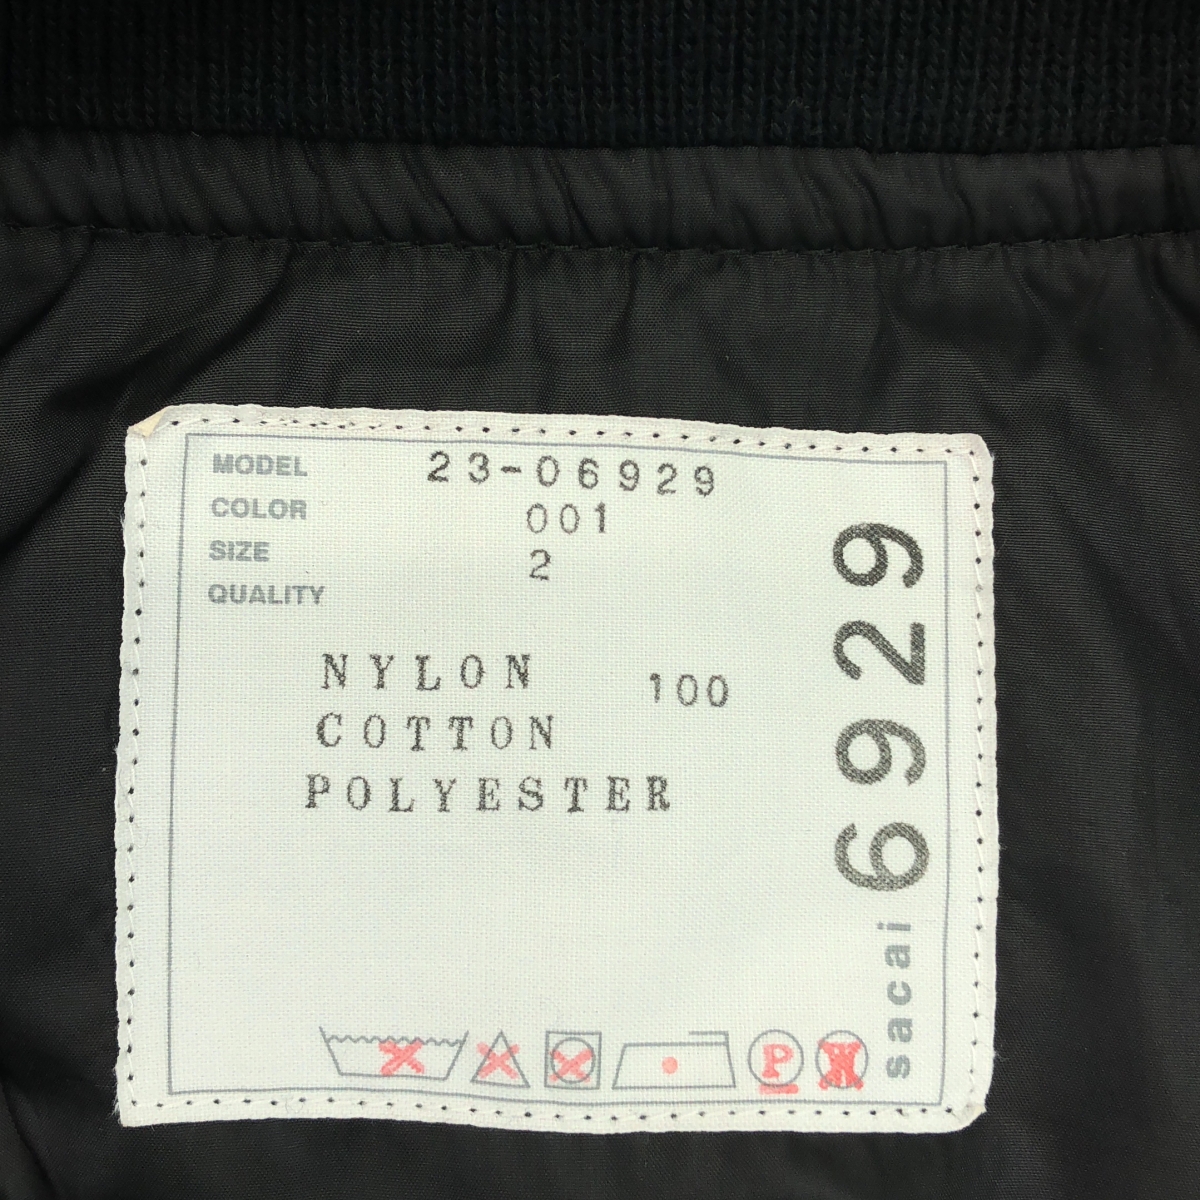 MODEL 23-06929
COLOR 001
SIZE 2
QUALITY
NYLON 100
COTTON
POLYESTER
sacai 6929
P
W